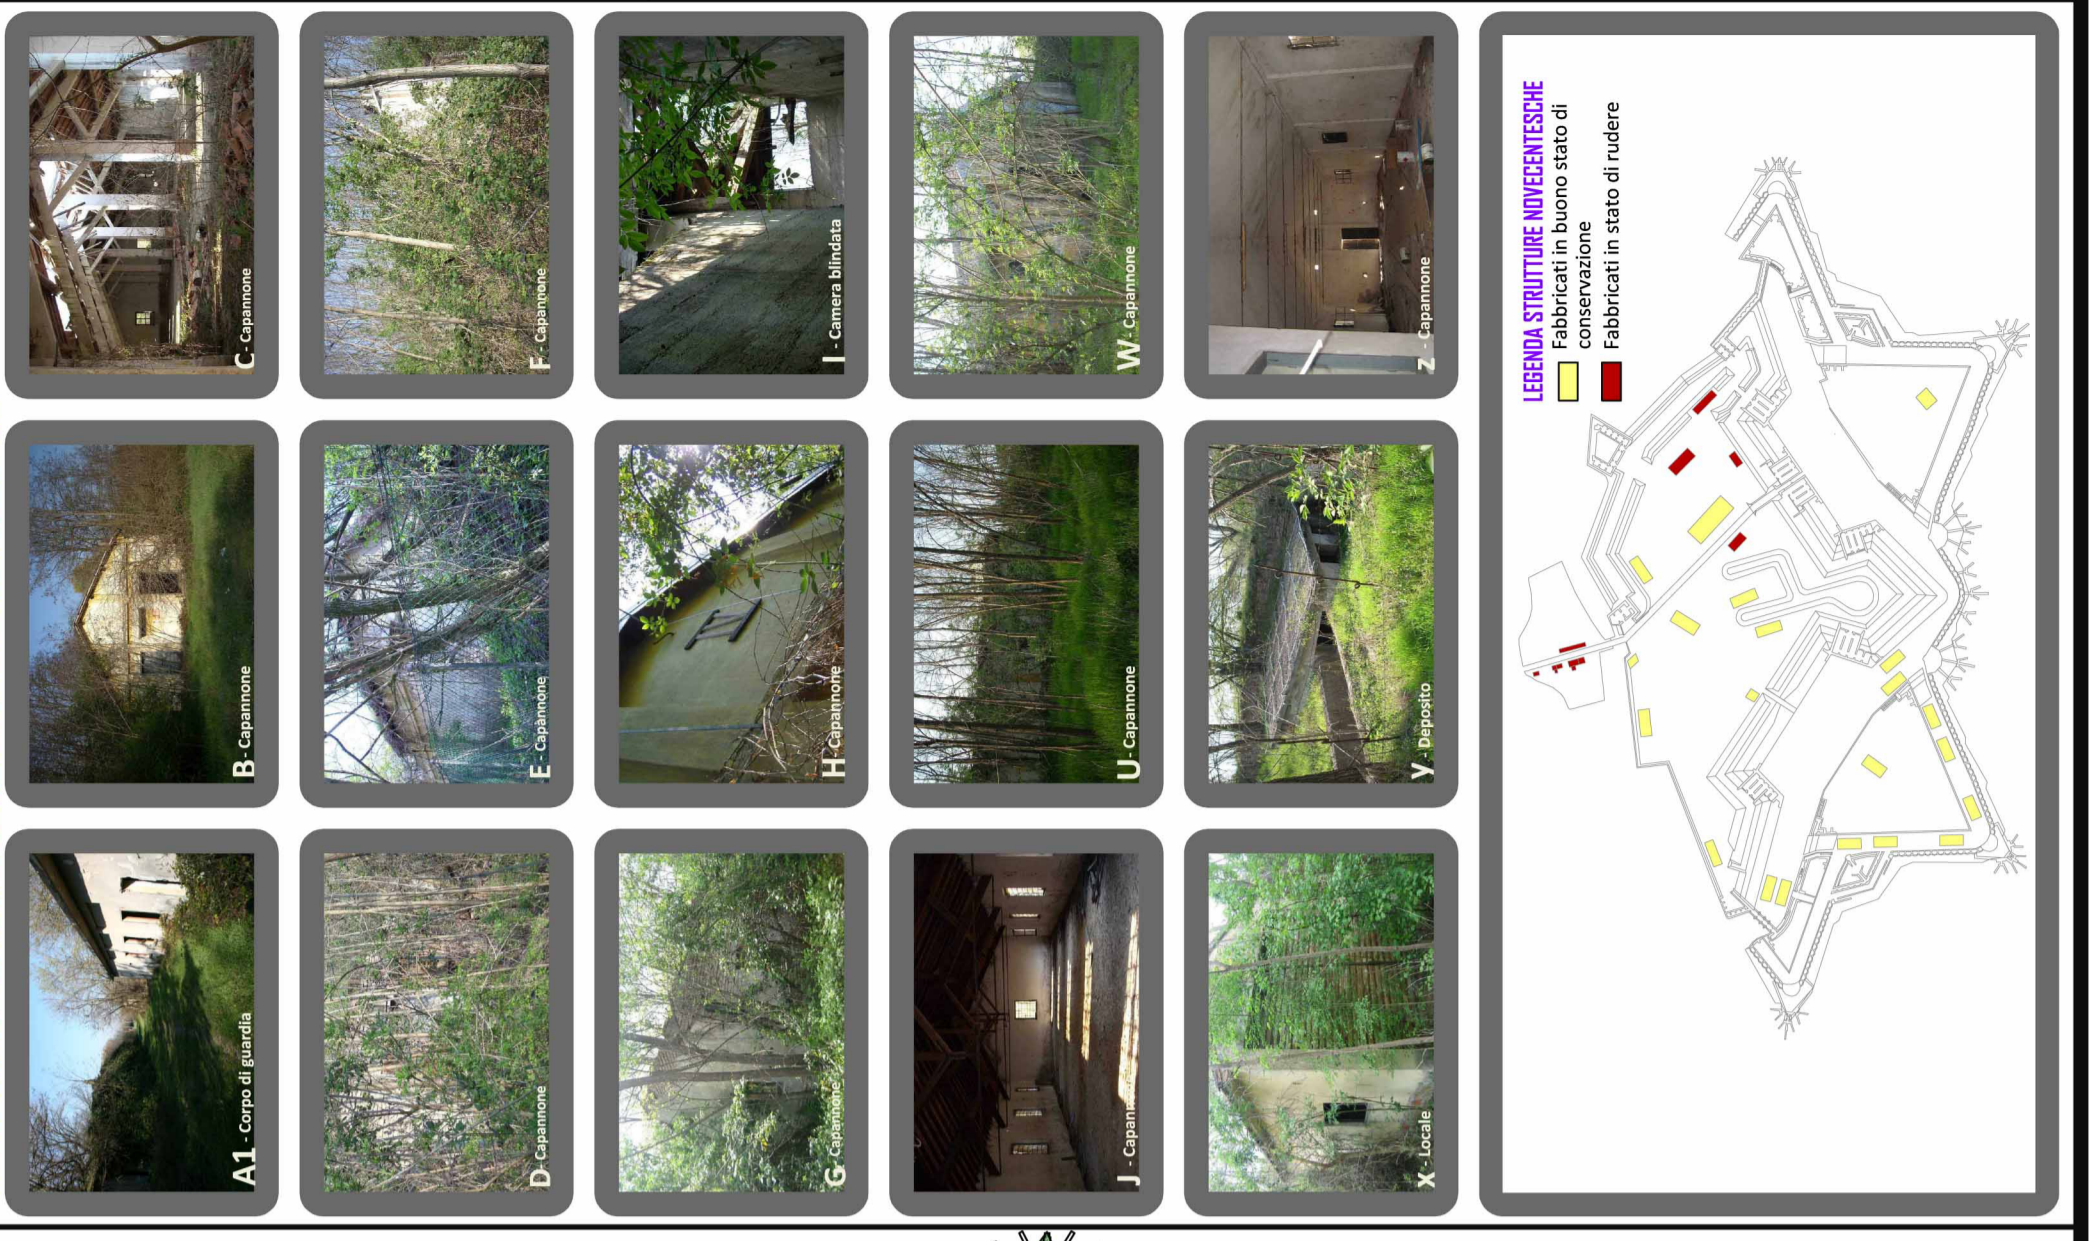 A1 - Corpo di guardia
B - Capannone
C - Capannone
D - Capannone
E - Capannone
F - Capannone
G - Capannone
H - Capannone
I - Camera blindata
J - Capann
U - Capannone
W - Capannone
X - Locale
Y - Deposito
Z - Capannone
LEGENDA STRUTTURE NOVECENTESCHE
Fabbricati in buono stato di
conservazione
Fabbricati in stato di rudere